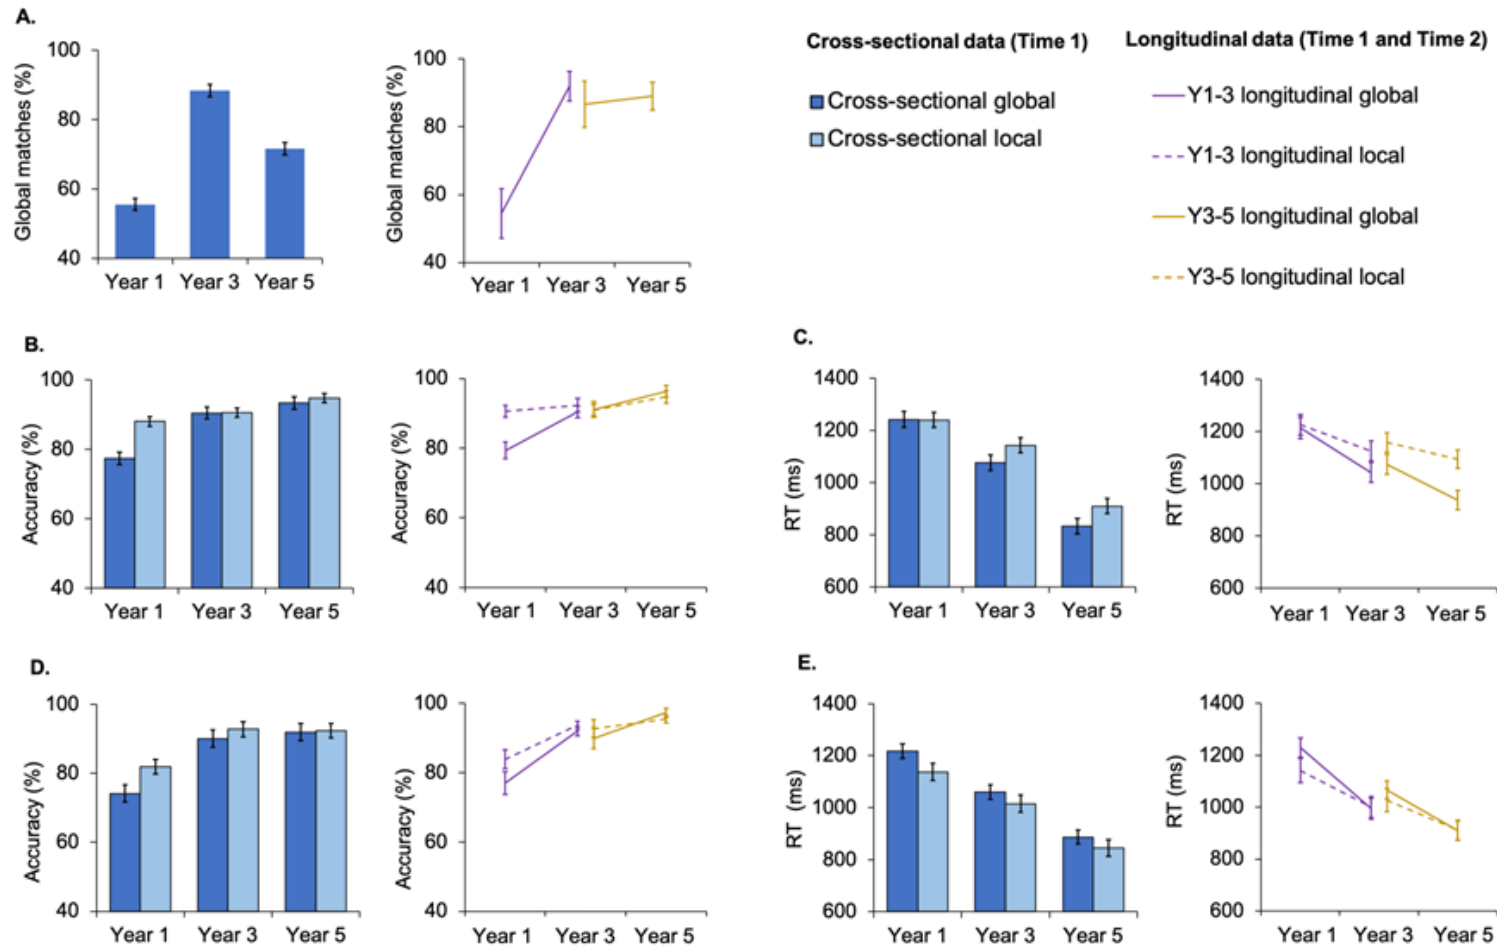 A.
Global matches (%)
100
80
60
40
Year 1 Year 3 Year 5
Global matches (%)
100
80
60
40
Year 1 Year 3 Year 5
Cross-sectional data (Time 1)
Cross-sectional global
Cross-sectional local
Longitudinal data (Time 1 and Time 2)
Y1-3 longitudinal global
Y1-3 longitudinal local
Y3-5 longitudinal global
Y3-5 longitudinal local
B.
Accuracy (%)
100
80
60
40
Year 1 Year 3 Year 5
Accuracy (%)
100
80
60
40
Year 1 Year 3 Year 5
C.
RT (ms)
1400
1200
1000
800
600
Year 1 Year 3 Year 5
RT (ms)
1400
1200
1000
800
600
Year 1 Year 3 Year 5
D.
Accuracy (%)
100
80
60
40
Year 1 Year 3 Year 5
Accuracy (%)
100
80
60
40
Year 1 Year 3 Year 5
E.
RT (ms)
1400
1200
1000
800
600
Year 1 Year 3 Year 5
RT (ms)
1400
1200
1000
800
600
Year 1 Year 3 Year 5